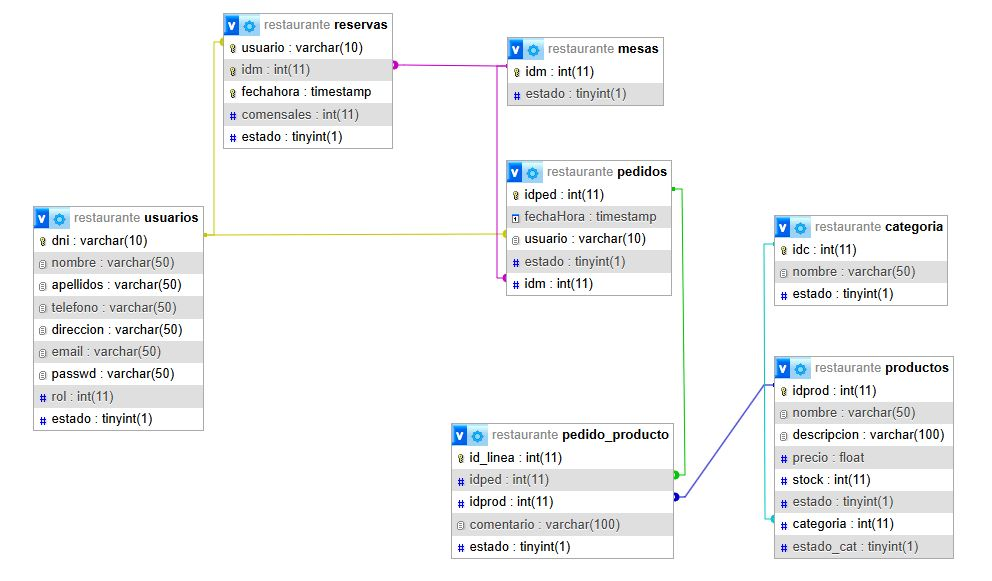 restaurante reservas
usuario : varchar(10)
idm : int(11)
fechahora : timestamp
# comensales : int(11)
# estado : tinyint(1)
restaurante mesas
idm : int(11)
# estado : tinyint(1)
restaurante pedidos
idped : int(11)
fechaHora : timestamp
usuario : varchar(10)
# estado : tinyint(1)
# idm : int(11)
restaurante usuarios
dni : varchar(10)
nombre : varchar(50)
apellidos : varchar(50)
telefono : varchar(50)
direccion : varchar(50)
email : varchar(50)
passwd : varchar(50)
# rol : int(11)
# estado : tinyint(1)
restaurante categoria
idc : int(11)
nombre : varchar(50)
# estado : tinyint(1)
restaurante productos
idprod : int(11)
nombre : varchar(50)
descripcion : varchar(100)
# precio : float
# stock : int(11)
# estado : tinyint(1)
# categoria : int(11)
# estado_cat : tinyint(1)
restaurante pedido_producto
id_linea : int(11)
# idped : int(11)
# idprod : int(11)
comentario : varchar(100)
# estado : tinyint(1)